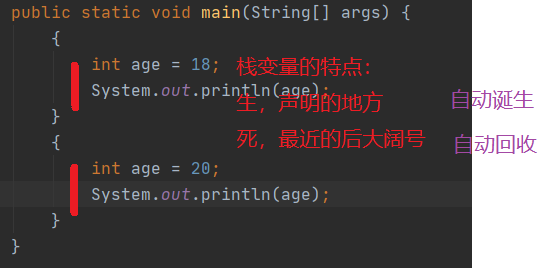 public static void main(String[] args) {
{
int age = 18; 栈变量的特点:
System.out.println(age);
生,声明的地方 自动诞生
}
死,最近的后大阔号 自动回收
{
int age = 20;
System.out.println(age);
}
}